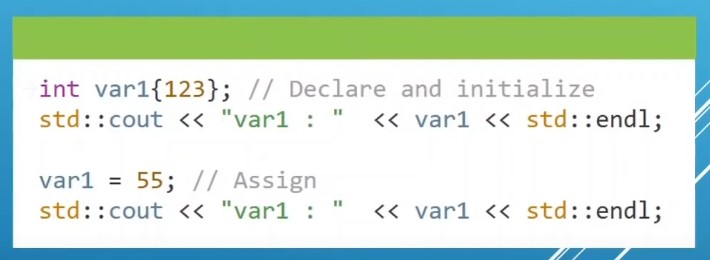 int var1{123}; // Declare and initialize
std::cout << "var1 : "  << var1 << std::endl;
var1 = 55; // Assign
std::cout << "var1 : "  << var1 << std::endl;